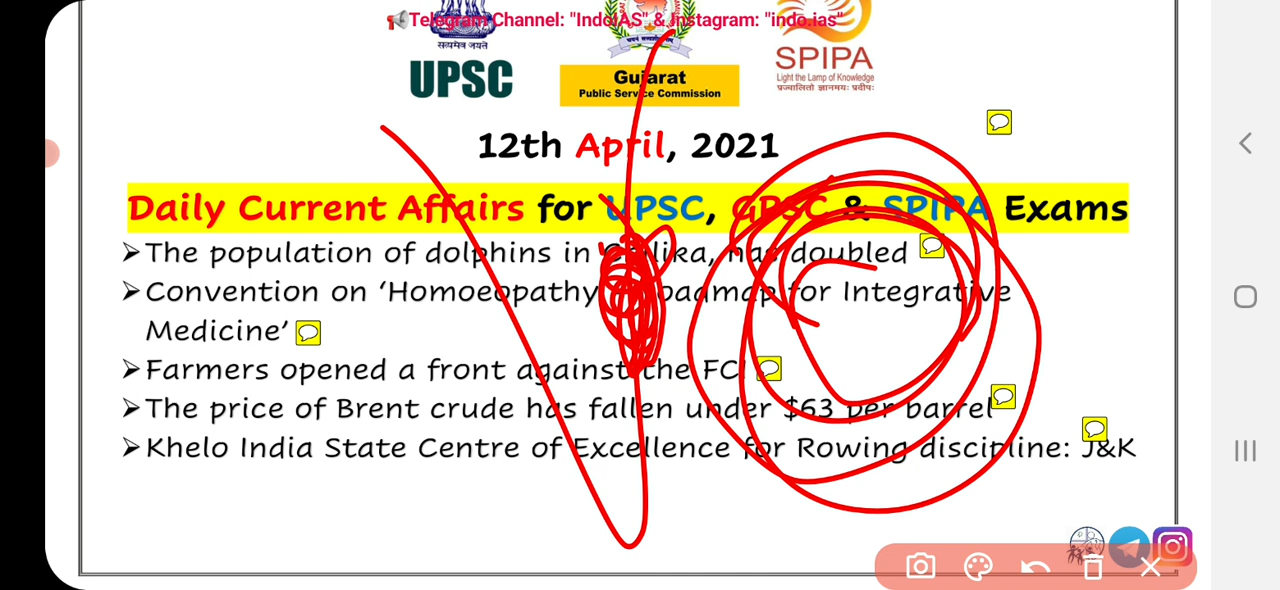 📢Telegram Channel: "IndoIAS" & Instagram: "indo.ias"
सत्यमेव जयते
UPSC
Gujarat
Public Service Commission
SPIPA
Light the Lamp of Knowledge
प्रज्वालितो ज्ञानमयः प्रदीपः
12th April, 2021
Daily Current Affairs for UPSC, GPSC & SPIPA Exams
➢The population of dolphins in Chilika, has doubled
➢Convention on ‘Homoeopathy Roadmap for Integrative
Medicine’
➢Farmers opened a front against the FCI
➢The price of Brent crude has fallen under $63 per barrel
➢Khelo India State Centre of Excellence for Rowing discipline: J&K